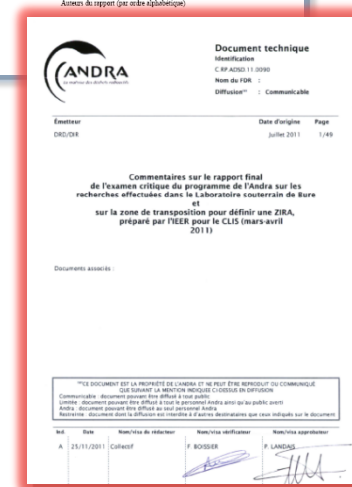 Auteurs du rapport (par ordre alphabétique)
ANDRA
Document technique
Identification
C.RP.ADSD.11.0090
Nom du FDR :
Diffusion : Communicable
Émetteur Date d'origine Page
DRD/DIR Juillet 2011 1/49
Commentaires sur le rapport final
de l'examen critique du programme de l'Andra sur les
recherches effectuées dans le Laboratoire souterrain de Bure
et
sur la zone de transposition pour définir une ZIRA,
préparé par l'IEER pour le CLIS (mars-avril
2011)
Documents associés :
CE DOCUMENT EST LA PROPRIÉTÉ DE L'ANDRA ET NE PEUT ÊTRE REPRODUIT OU COMMUNIQUÉ
QUE SUIVANT LA MENTION INDIQUÉE CI-DESSUS EN DIFFUSION
Communicable : document pouvant être diffusé à tout public
Limitée : document pouvant être diffusé à tout le personnel Andra ainsi qu'au public averti
Andra : document pouvant être diffusé au seul personnel Andra
Restreinte : document dont la diffusion est interdite à d'autres destinataires que ceux indiqués sur le document
Ind. Date Nom/visa de rédacteur Nom/visa vérificateur Nom/visa approbateur
A 25/11/2011 Collectif F. BOISSIER P. LANDAIS